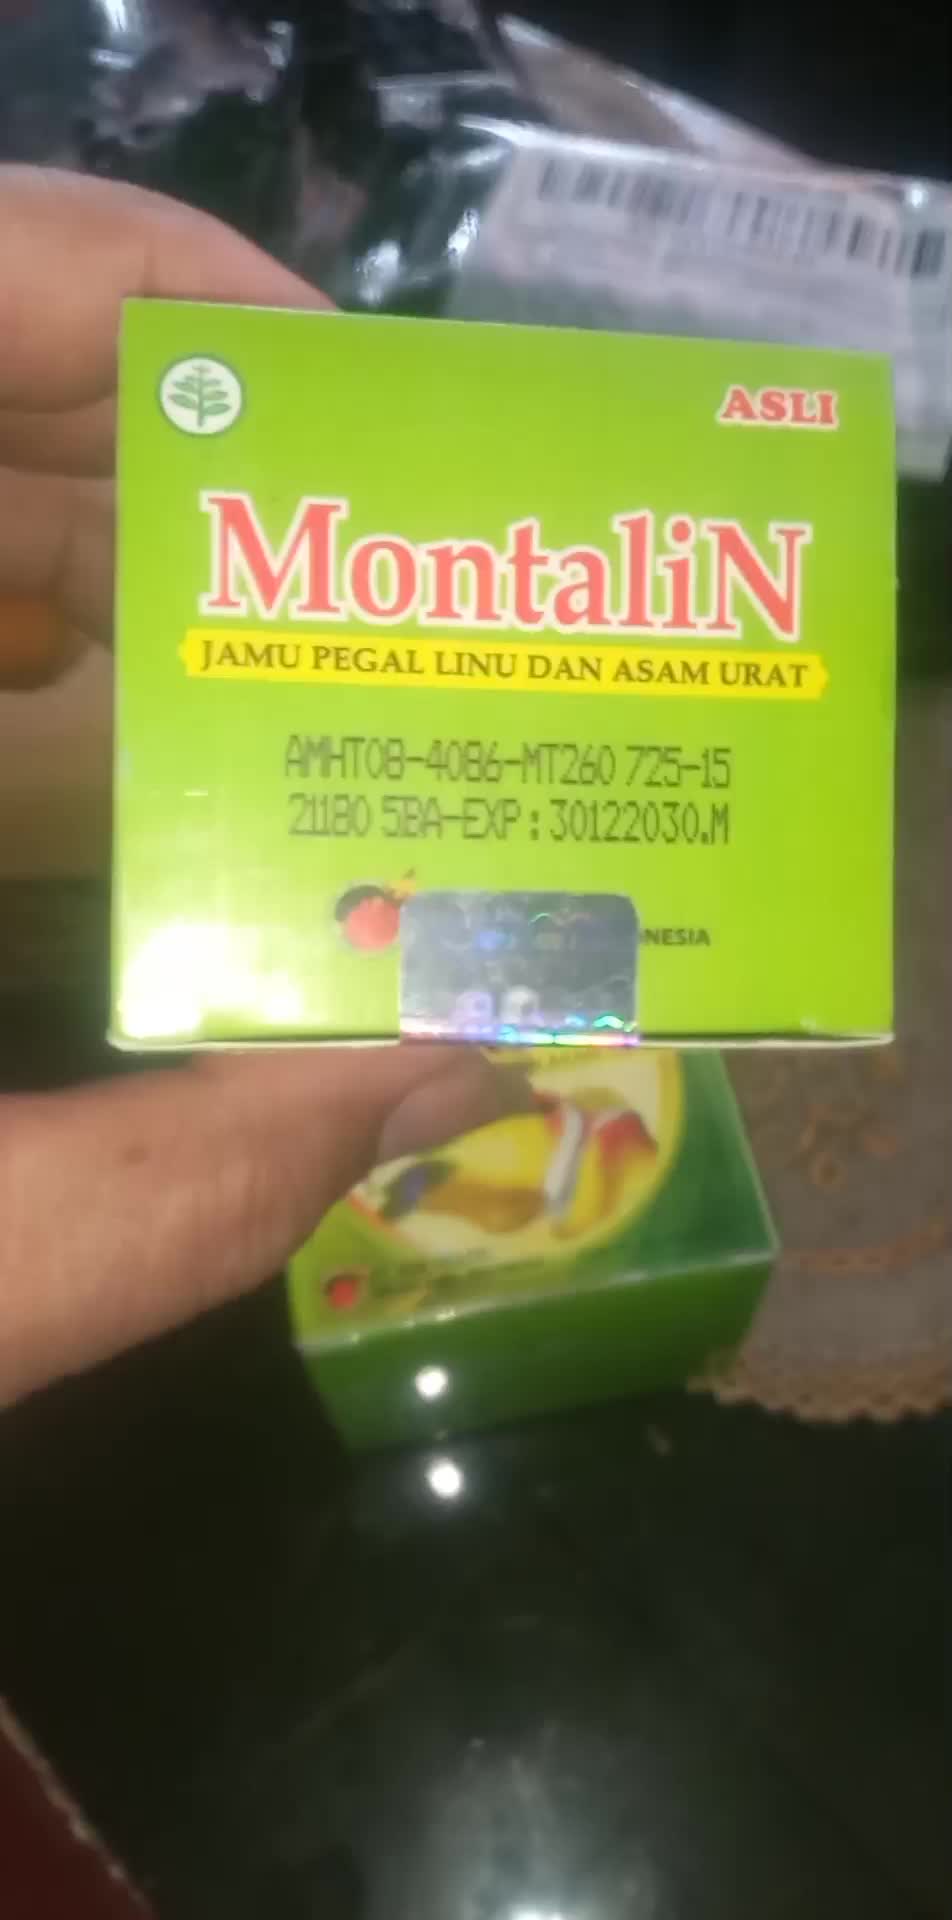 ASLI
MontaliN
JAMU PEGAL LINU DAN ASAM URAT
AMHT08-4086-MT260 725-15
21180 5BA-EXP : 30122030.M
NESIA